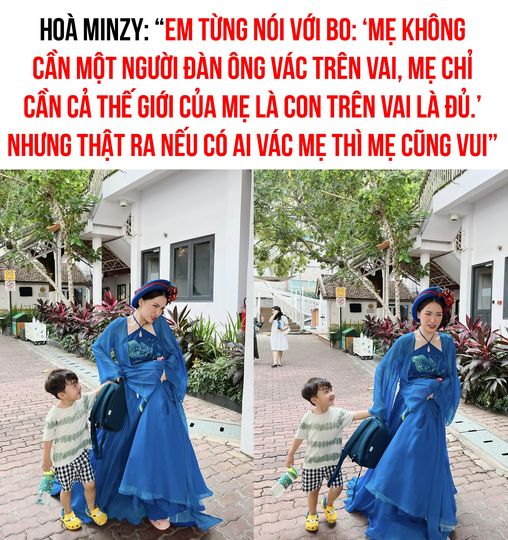 HOÀ MINZY: “EM TỪNG NÓI VỚI BO: ‘MẸ KHÔNG
CẦN MỘT NGƯỜI ĐÀN ÔNG VÁC TRÊN VAI, MẸ CHỈ
CẦN CẢ THẾ GIỚI CỦA MẸ LÀ CON TRÊN VAI LÀ ĐỦ.’
NHƯNG THẬT RA NẾU CÓ AI VÁC MẸ THÌ MẸ CŨNG VUI”